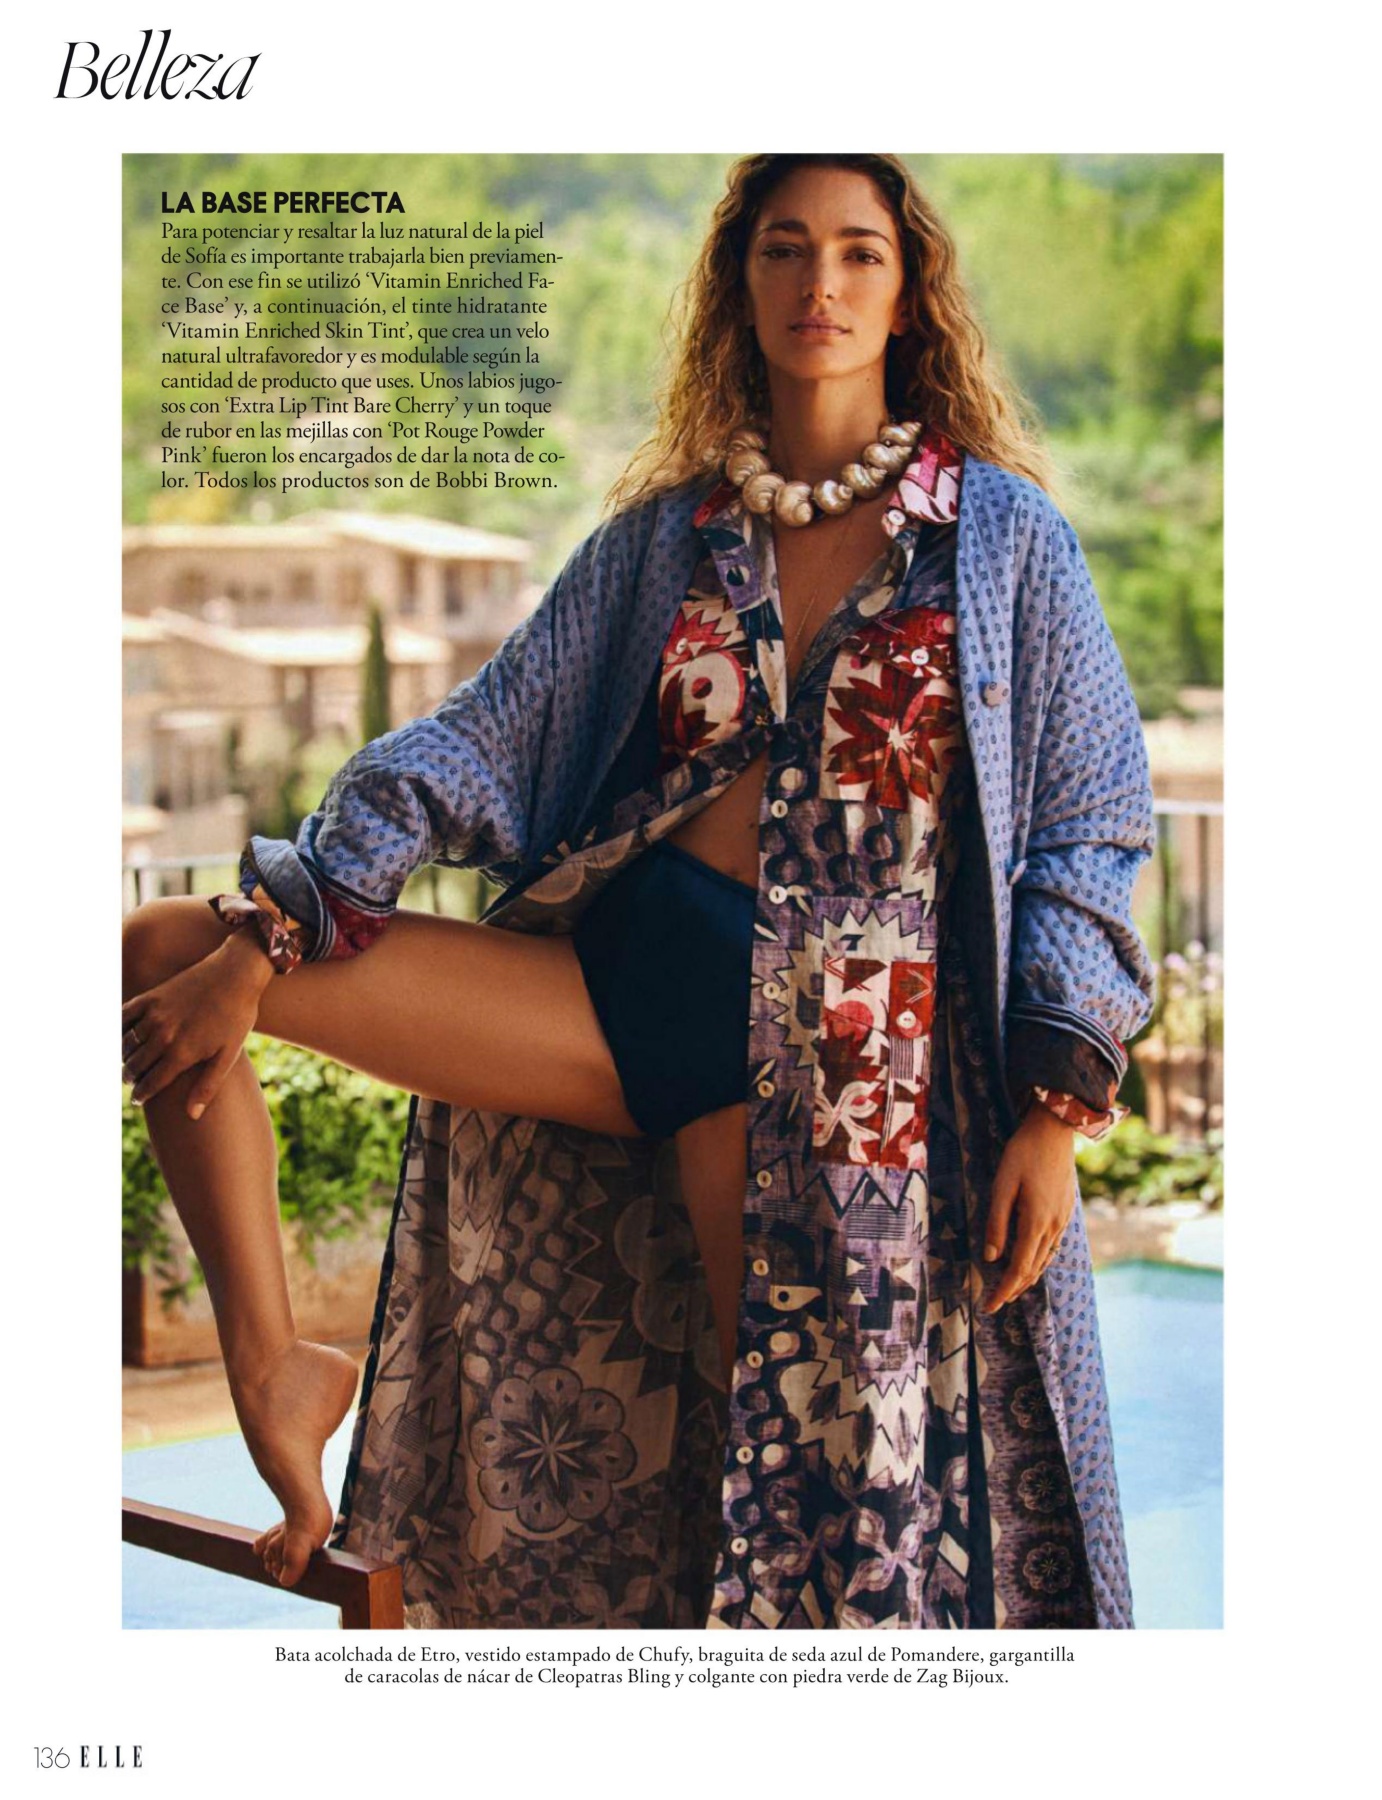 Belleza
LA BASE PERFECTA
Para potenciar y resaltar la luz natural de la piel
de Sofía es importante trabajarla bien previamen-
te. Con ese fin se utilizó ‘Vitamin Enriched Fa-
ce Base’ y, a continuación, el tinte hidratante
‘Vitamin Enriched Skin Tint’, que crea un velo
natural ultrafavoredor y es modulable según la
cantidad de producto que uses. Unos labios jugo-
sos con ‘Extra Lip Tint Bare Cherry’ y un toque
de rubor en las mejillas con ‘Pot Rouge Powder
Pink’ fueron los encargados de dar la nota de co-
lor. Todos los productos son de Bobbi Brown.
Bata acolchada de Etro, vestido estampado de Chufy, braguita de seda azul de Pomandere, gargantilla
de caracolas de nácar de Cleopatras Bling y colgante con piedra verde de Zag Bijoux.
136 ELLE